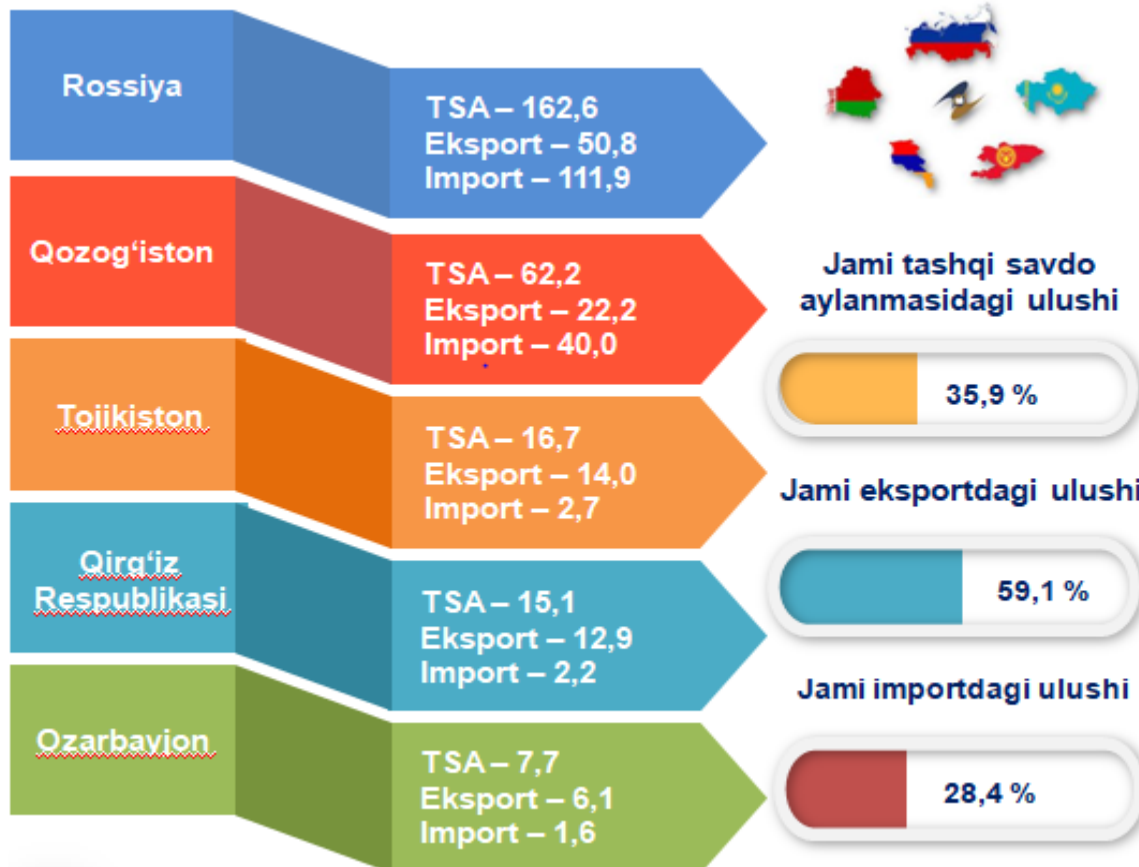 Rossiya
TSA – 162,6
Eksport – 50,8
Import – 111,9
Qozog‘iston
TSA – 62,2
Eksport – 22,2
Import – 40,0
Tojikiston
TSA – 16,7
Eksport – 14,0
Import – 2,7
Qirg‘iz
Respublikasi
TSA – 15,1
Eksport – 12,9
Import – 2,2
Ozarbayjon
TSA – 7,7
Eksport – 6,1
Import – 1,6
Jami tashqi savdo
aylanmasidagi ulushi
35,9 %
Jami eksportdagi ulushi
59,1 %
Jami importdagi ulushi
28,4 %